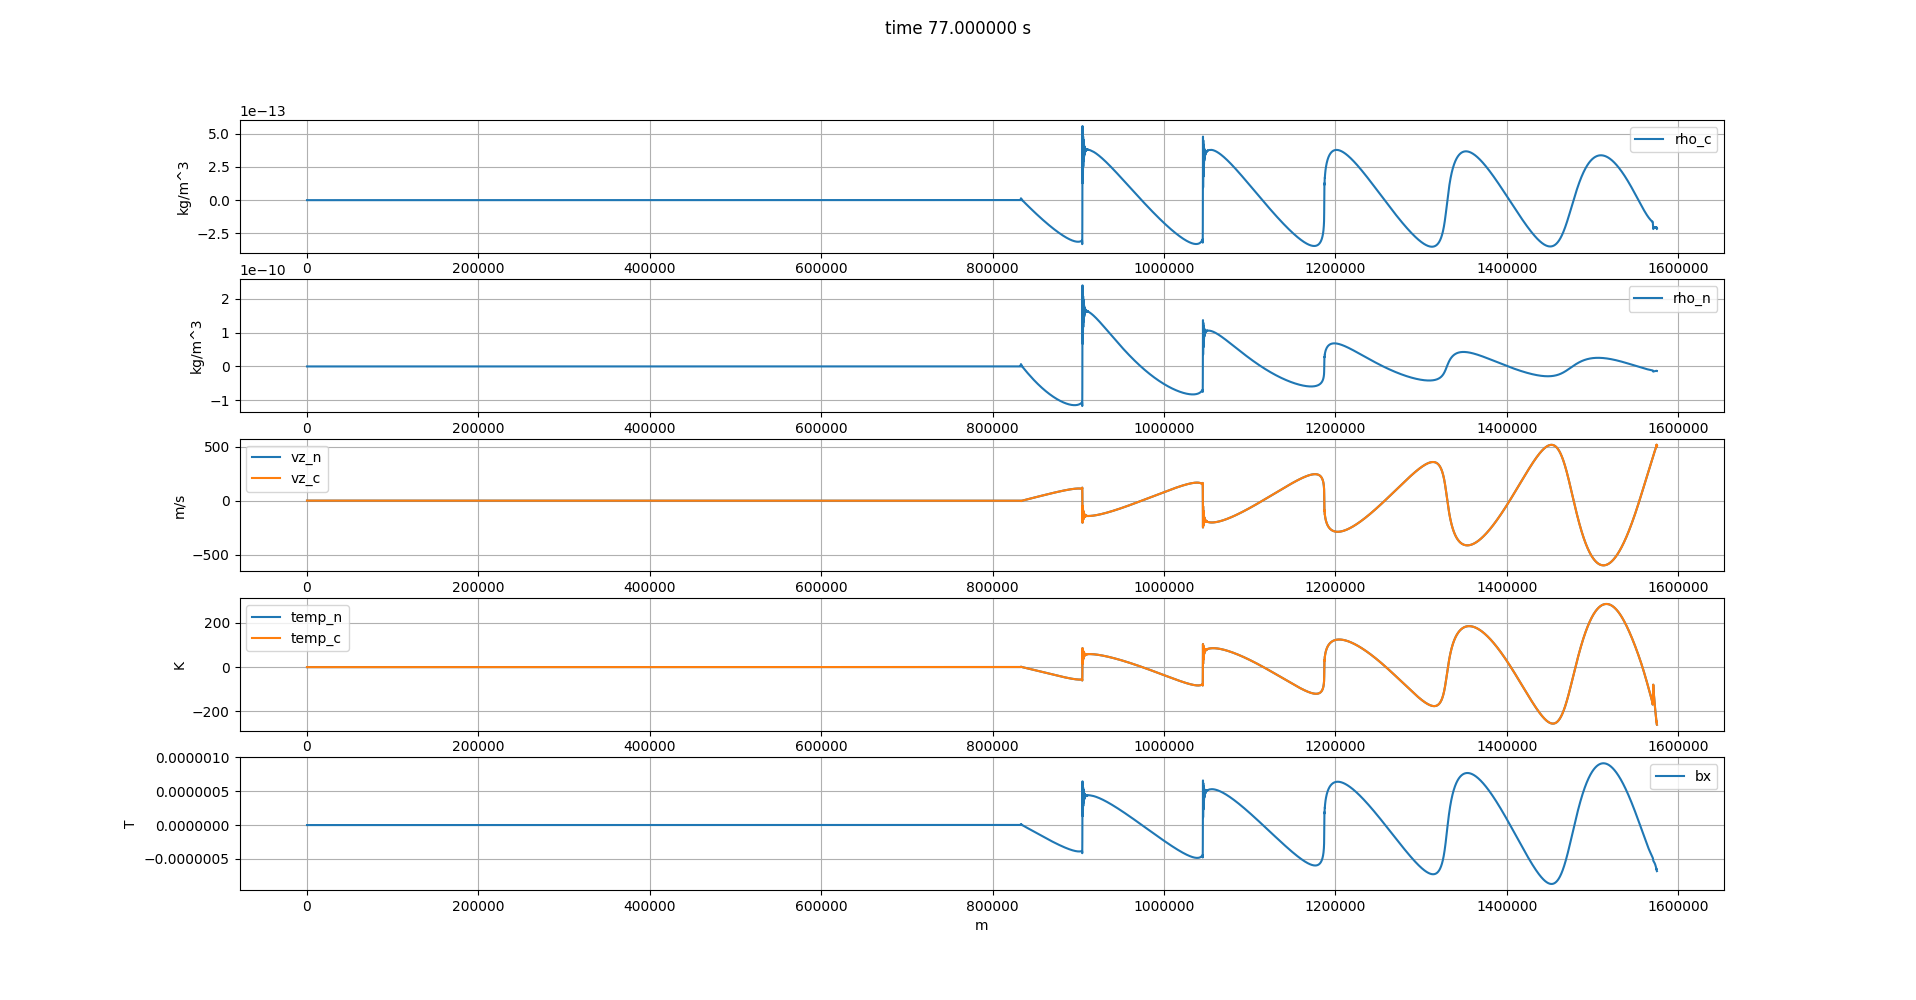 time 77.000000 s
1e−13
5.0
2.5
0.0
−2.5
kg/m^3
rho_c
0 200000 400000 600000 800000 1000000 1200000 1400000 1600000
1e−10
2
1
0
−1
kg/m^3
rho_n
0 200000 400000 600000 800000 1000000 1200000 1400000 1600000
500
0
−500
m/s
vz_n
vz_c
0 200000 400000 600000 800000 1000000 1200000 1400000 1600000
200
0
−200
K
temp_n
temp_c
0 200000 400000 600000 800000 1000000 1200000 1400000 1600000
0.0000010
0.0000005
0.0000000
−0.0000005
T
bx
0 200000 400000 600000 800000 1000000 1200000 1400000 1600000
m